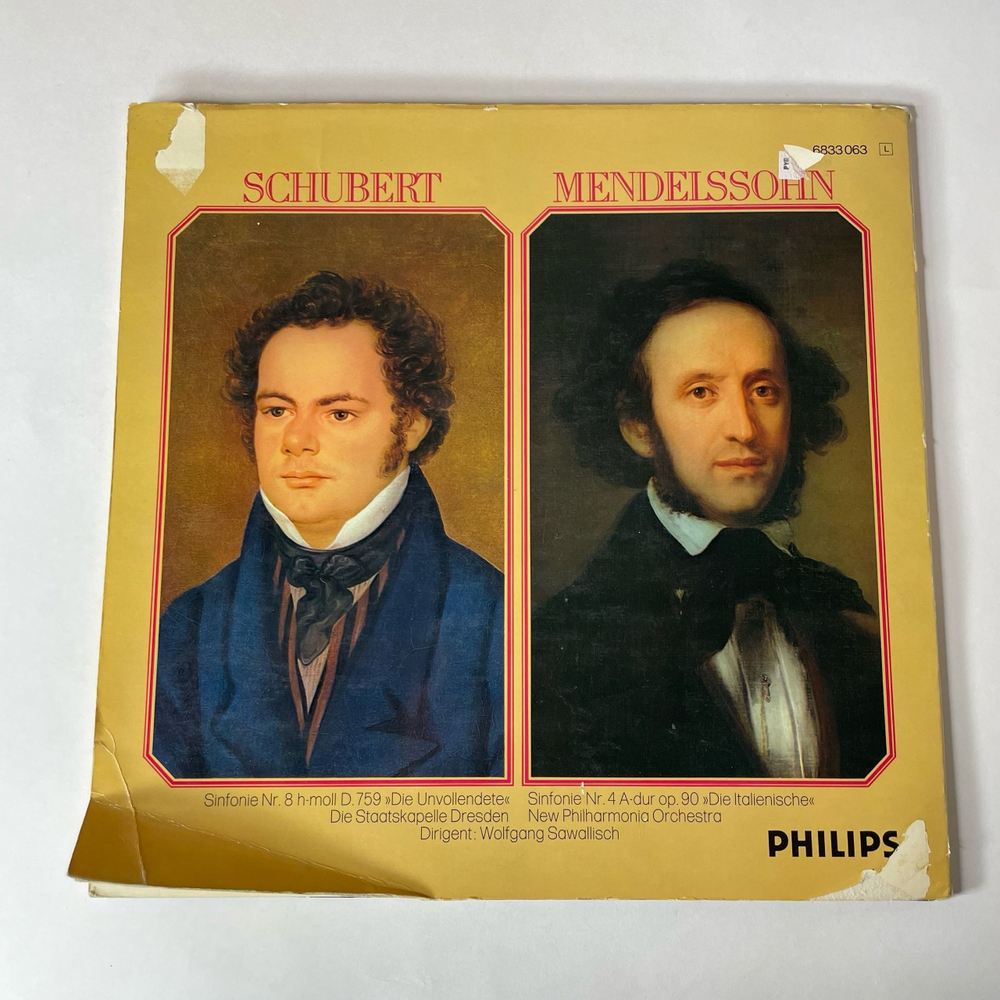 6833 063 L
SCHUBERT MENDELSSOHN
Sinfonie Nr. 8 h-moll D. 759 »Die Unvollendete« Sinfonie Nr. 4 A-dur op. 90 »Die Italienische«
Die Staatskapelle Dresden New Philharmonia Orchestra
Dirigent: Wolfgang Sawallisch
PHILIPS